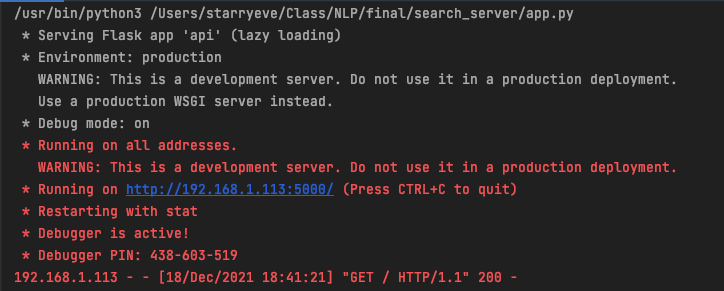 /usr/bin/python3 /Users/starryeve/Class/NLP/final/search_server/app.py
* Serving Flask app 'api' (lazy loading)
* Environment: production
WARNING: This is a development server. Do not use it in a production deployment.
Use a production WSGI server instead.
* Debug mode: on
* Running on all addresses.
WARNING: This is a development server. Do not use it in a production deployment.
* Running on http://192.168.1.113:5000/ (Press CTRL+C to quit)
* Restarting with stat
* Debugger is active!
* Debugger PIN: 438-603-519
192.168.1.113 - - [18/Dec/2021 18:41:21] "GET / HTTP/1.1" 200 -